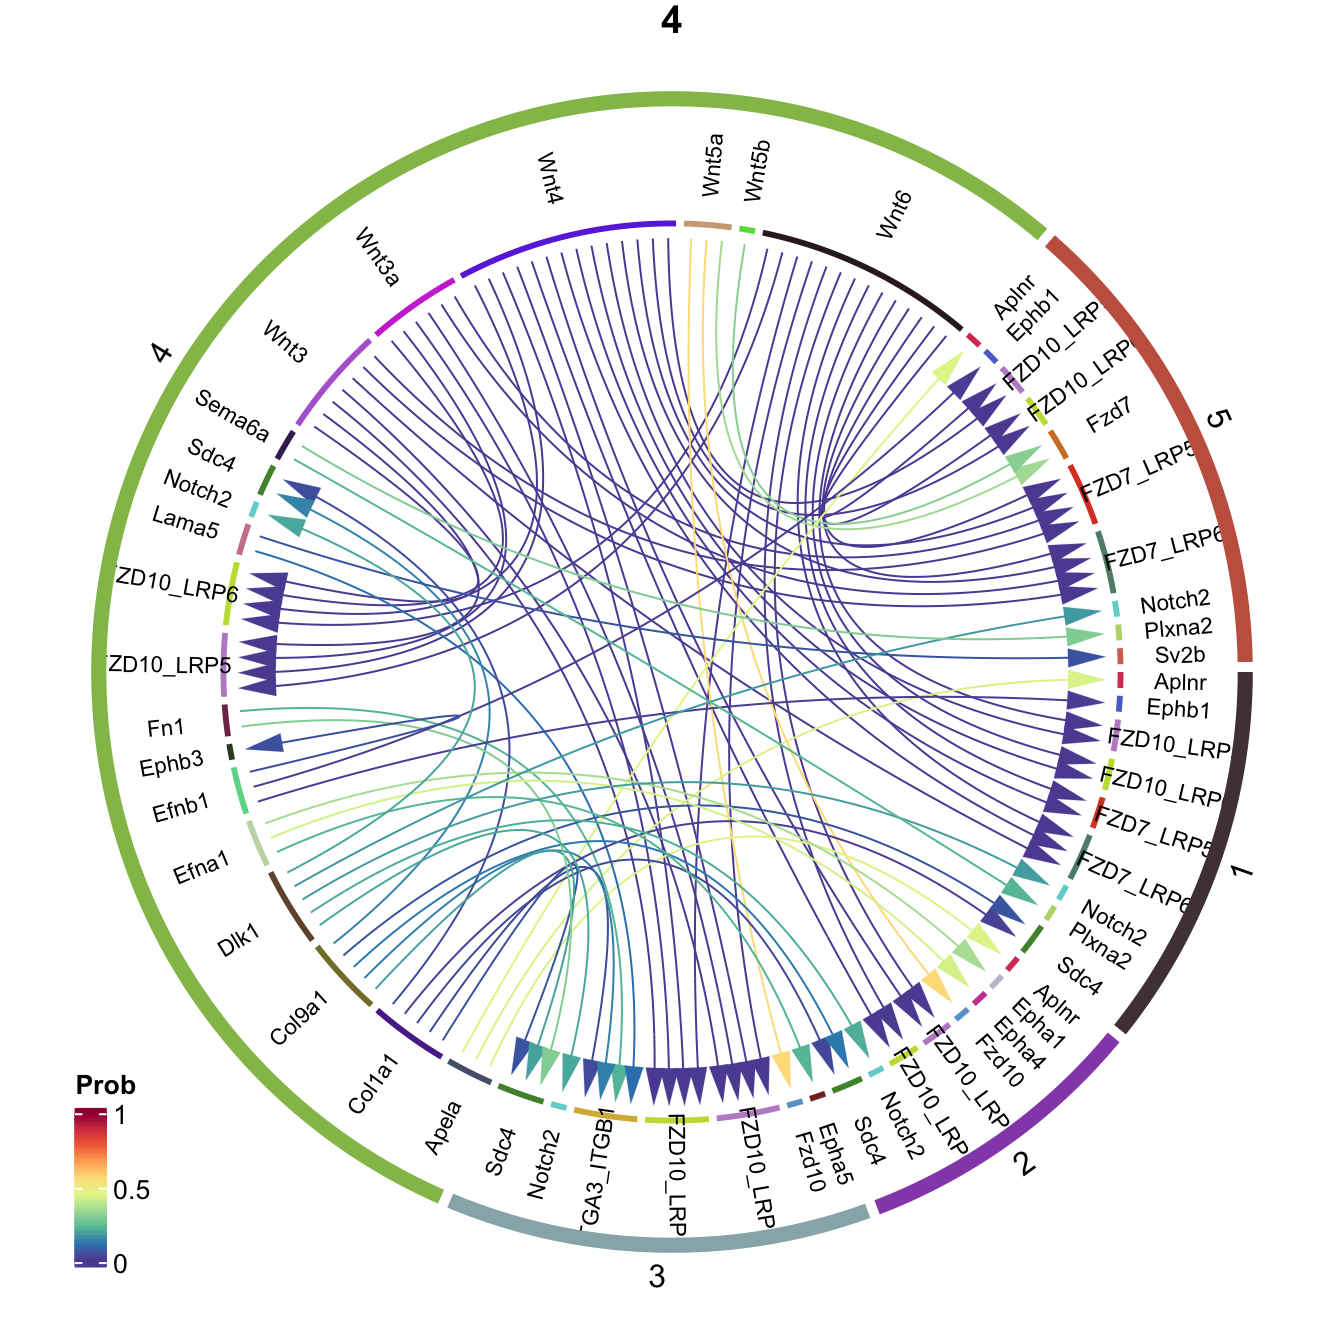 4
Wnt5a
Wnt5b
Wnt6
Aplnr
Ephb1
FZD10_LRP
FZD10_LRP
Fzd7
5
FZD7_LRP5
FZD7_LRP6
Notch2
Plxna2
Sv2b
Aplnr
Ephb1
FZD10_LRP
FZD10_LRP
FZD7_LRP5
1
FZD7_LRP6
Notch2
Plxna2
Sdc4
Aplnr
Epha1
Epha4
Fzd10
FZD10_LRP
2
FZD10_LRP
Notch2
Sdc4
Epha5
Fzd10
FZD10_LRP
3
FZD10_LRP
GA3_ITGB1
Notch2
Sdc4
Apela
Col1a1
Col9a1
Dlk1
Efna1
Efnb1
Ephb3
Fn1
ZD10_LRP5
ZD10_LRP6
Lama5
Notch2
Sdc4
Sema6a
4
Wnt3
Wnt3a
Wnt4
Prob
1
0.5
0